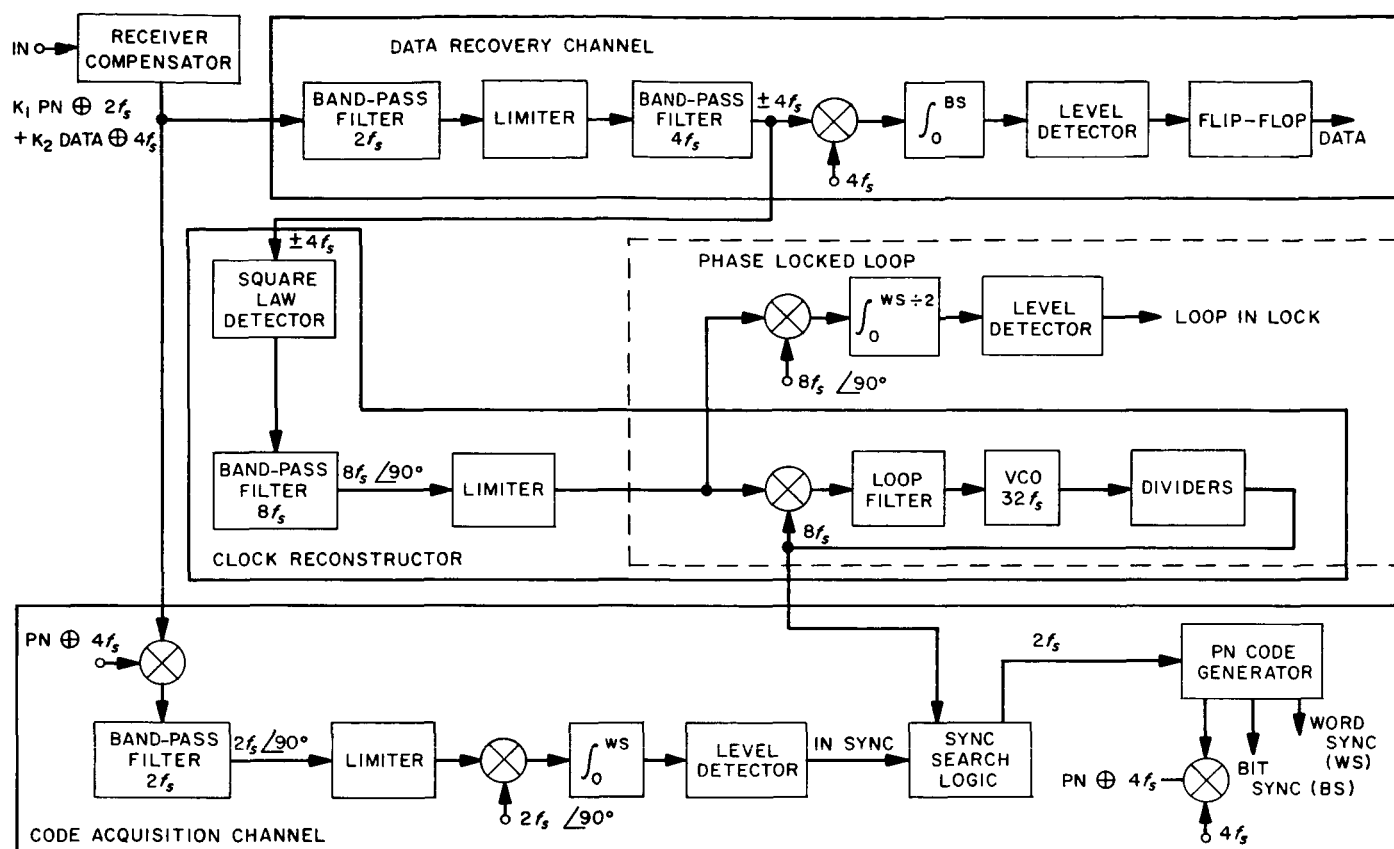 IN
RECEIVER
COMPENSATOR
K₁ PN ⊕ 2fₛ
+ K₂ DATA ⊕ 4fₛ
DATA RECOVERY CHANNEL
BAND-PASS
FILTER
2fₛ
LIMITER
BAND-PASS
FILTER
4fₛ
± 4fₛ
4fₛ
∫₀ᴮˢ
LEVEL
DETECTOR
FLIP-FLOP
DATA
± 4fₛ
SQUARE
LAW
DETECTOR
PHASE LOCKED LOOP
8fₛ ∠90°
∫₀ WS ÷ 2
LEVEL
DETECTOR
LOOP IN LOCK
BAND-PASS
FILTER
8fₛ
8fₛ ∠90°
LIMITER
8fₛ
LOOP
FILTER
VCO
32fₛ
DIVIDERS
CLOCK RECONSTRUCTOR
PN ⊕ 4fₛ
BAND-PASS
FILTER
2fₛ
2fₛ ∠90°
LIMITER
2fₛ ∠90°
∫₀ WS
LEVEL
DETECTOR
IN SYNC
SYNC
SEARCH
LOGIC
2fₛ
PN CODE
GENERATOR
WORD
SYNC
(WS)
BIT
SYNC (BS)
PN ⊕ 4fₛ
4fₛ
CODE ACQUISITION CHANNEL